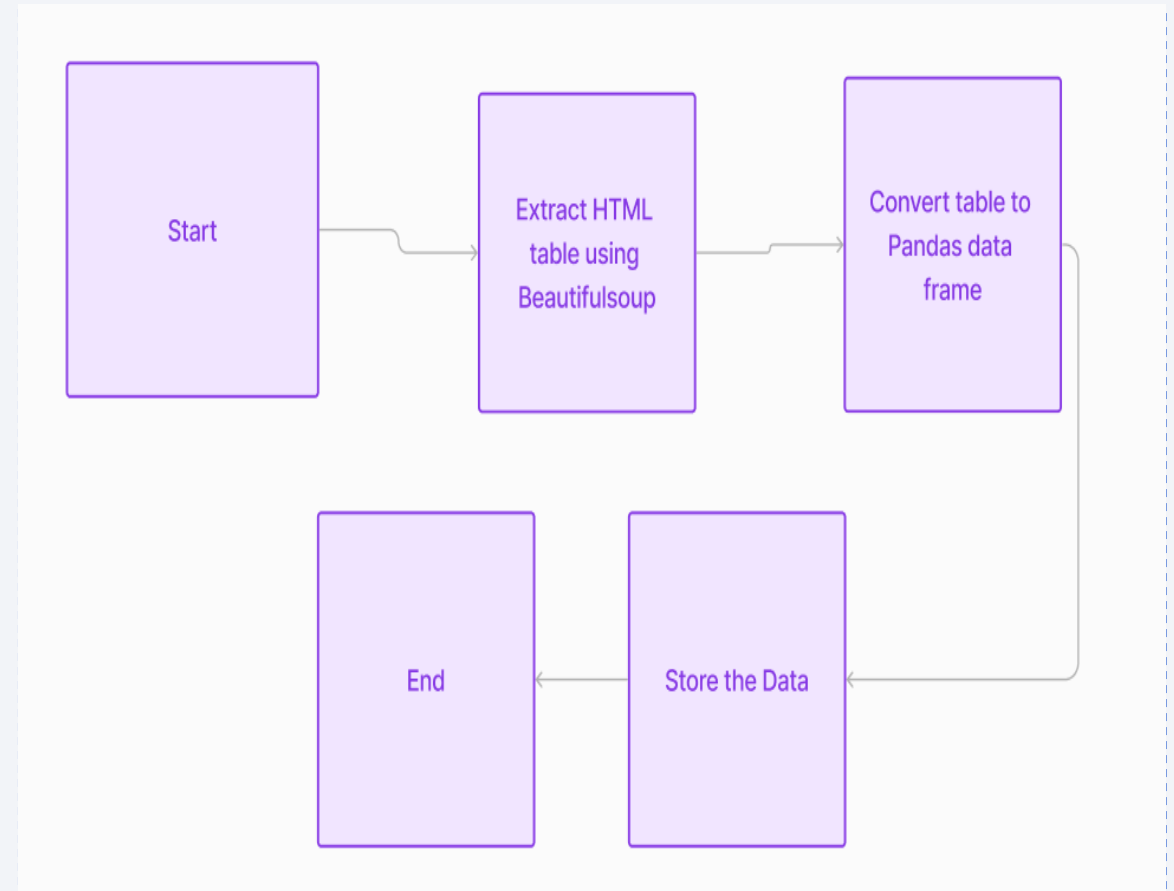 Start
Extract HTML
table using
Beautifulsoup
Convert table to
Pandas data
frame
End
Store the Data